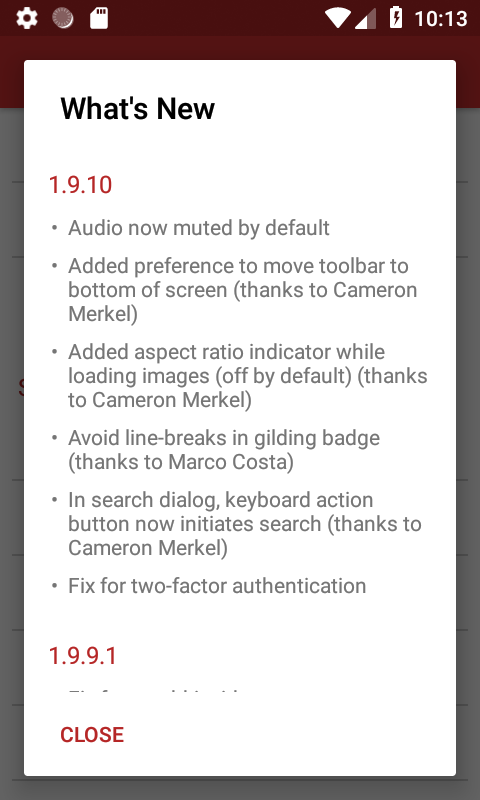 10:13
What's New
1.9.10
• Audio now muted by default
• Added preference to move toolbar to
bottom of screen (thanks to Cameron
Merkel)
• Added aspect ratio indicator while
loading images (off by default) (thanks
to Cameron Merkel)
• Avoid line-breaks in gilding badge
(thanks to Marco Costa)
• In search dialog, keyboard action
button now initiates search (thanks to
Cameron Merkel)
• Fix for two-factor authentication
1.9.9.1
CLOSE